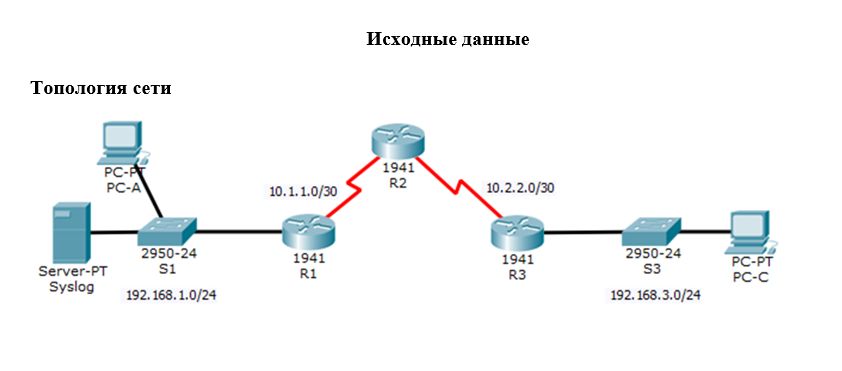 Исходные данные
Топология сети
PC-PT
PC-A
1941
R2
10.1.1.0/30
10.2.2.0/30
Server-PT
Syslog
2950-24
S1
1941
R1
1941
R3
2950-24
S3
PC-PT
PC-C
192.168.1.0/24
192.168.3.0/24